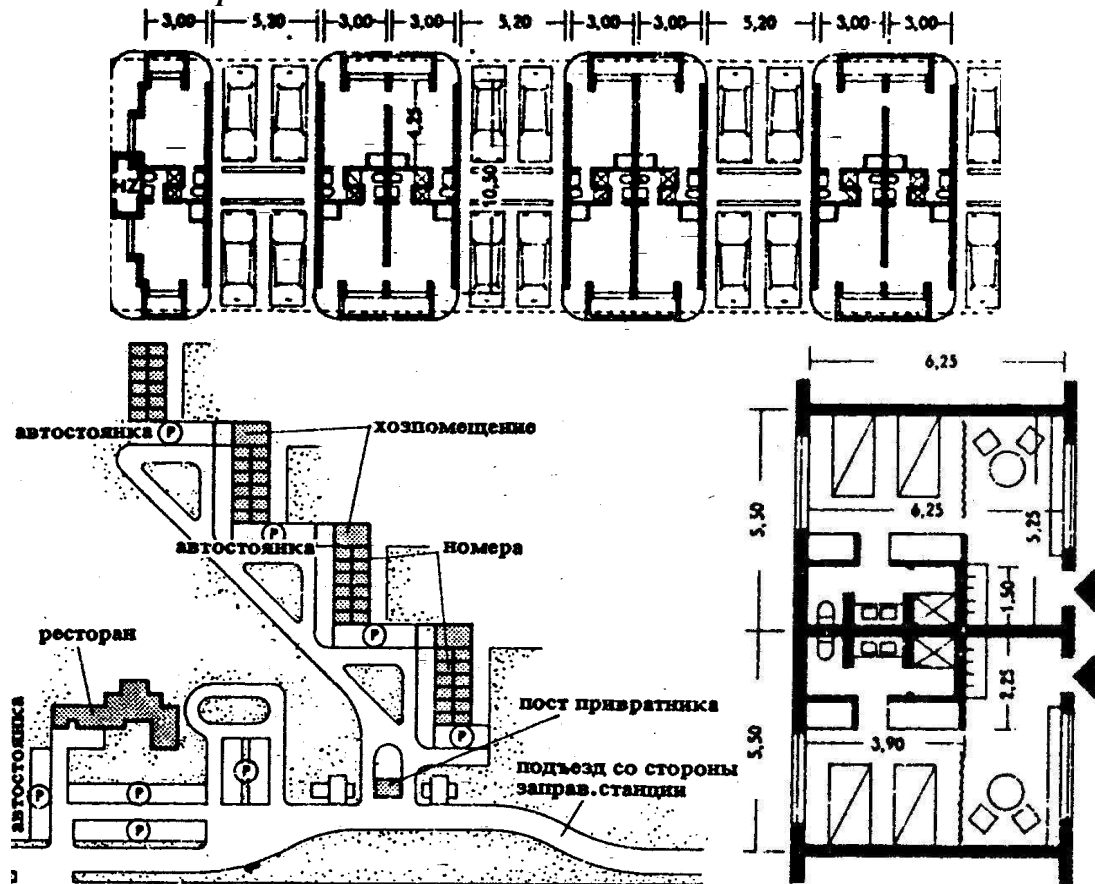 3,00 5,20 3,00 3,00 5,20 3,00 3,00 5,20 3,00 3,00
4,25
10,50
HZ
6,25
автостоянка P
хозпомещение
P
автостоянка
номера
5,50
6,25
5,25
1,50
ресторан
P
2,25
пост привратника
P
3,90
5,50
автостоянка
P
P
P
P
подъезд со стороны
заправ.станции